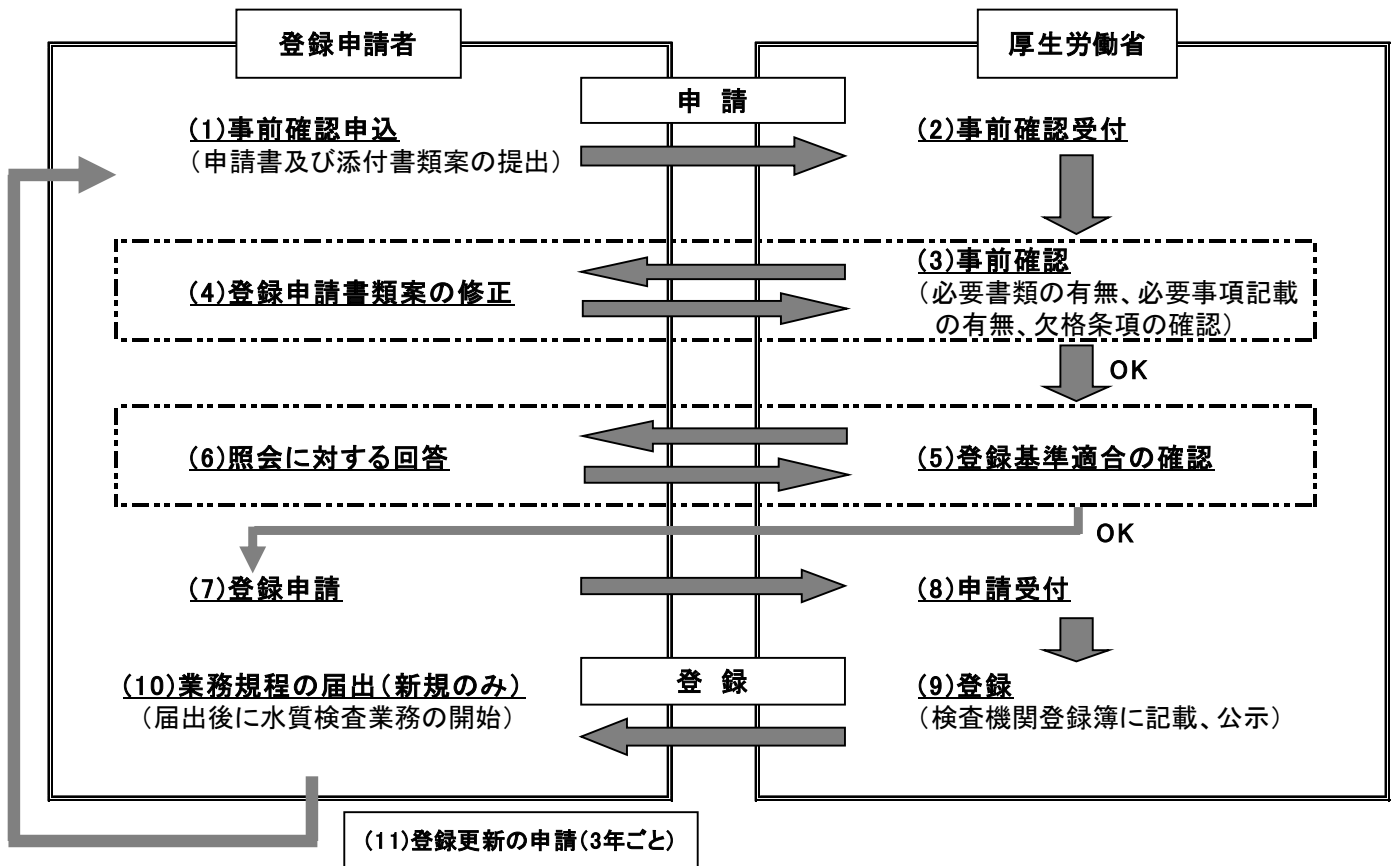 登録申請者
厚生労働省
申 請
(1)事前確認申込
（申請書及び添付書類案の提出）
(2)事前確認受付
(3)事前確認
（必要書類の有無、必要事項記載
の有無、欠格条項の確認）
(4)登録申請書類案の修正
OK
(6)照会に対する回答
(5)登録基準適合の確認
OK
(7)登録申請
(8)申請受付
登 録
(10)業務規程の届出（新規のみ）
（届出後に水質検査業務の開始）
(9)登録
（検査機関登録簿に記載、公示）
(11)登録更新の申請（3年ごと）